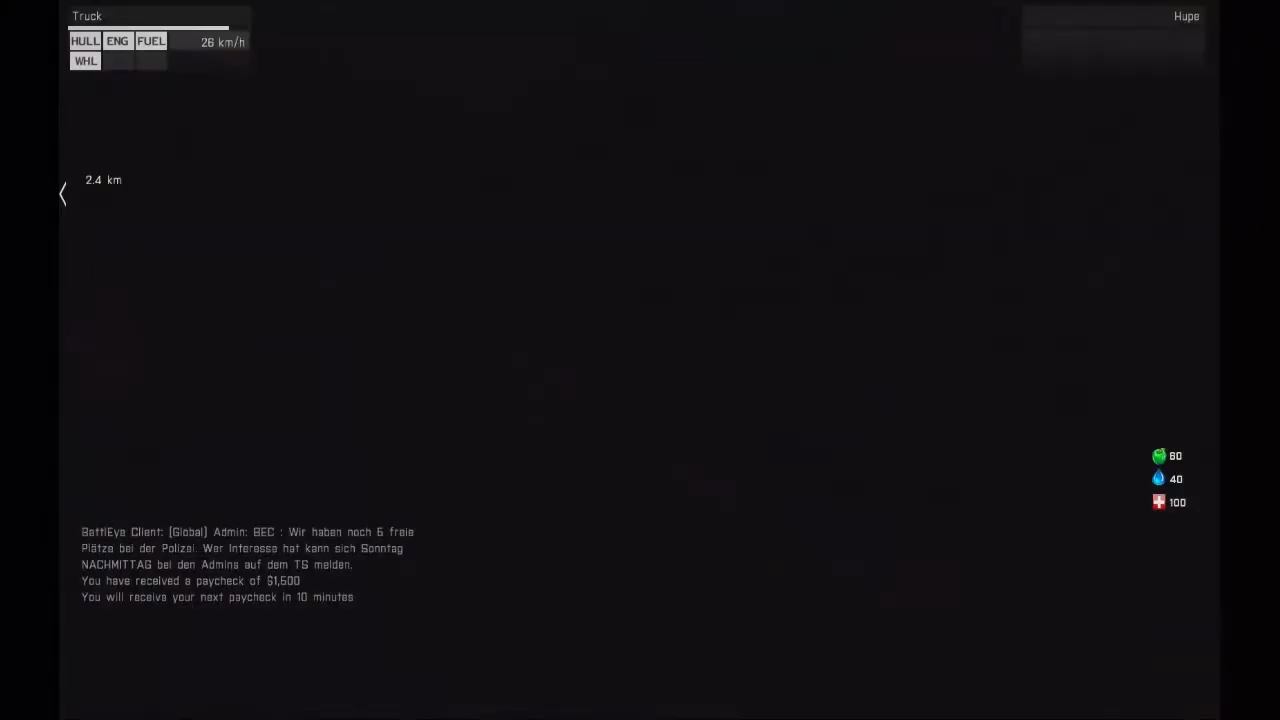 Truck
Hupe
HULL ENG FUEL 26 km/h
WHL
2.4 km
80
40
100
BattlEye Client: (Global) Admin: BEC : Wir haben noch 6 freie
Plätze bei der Polizei. Wer Interesse hat kann sich Sonntag
NACHMITTAG bei den Admins auf dem TS melden.
You have received a paycheck of $1,500
You will receive your next paycheck in 10 minutes